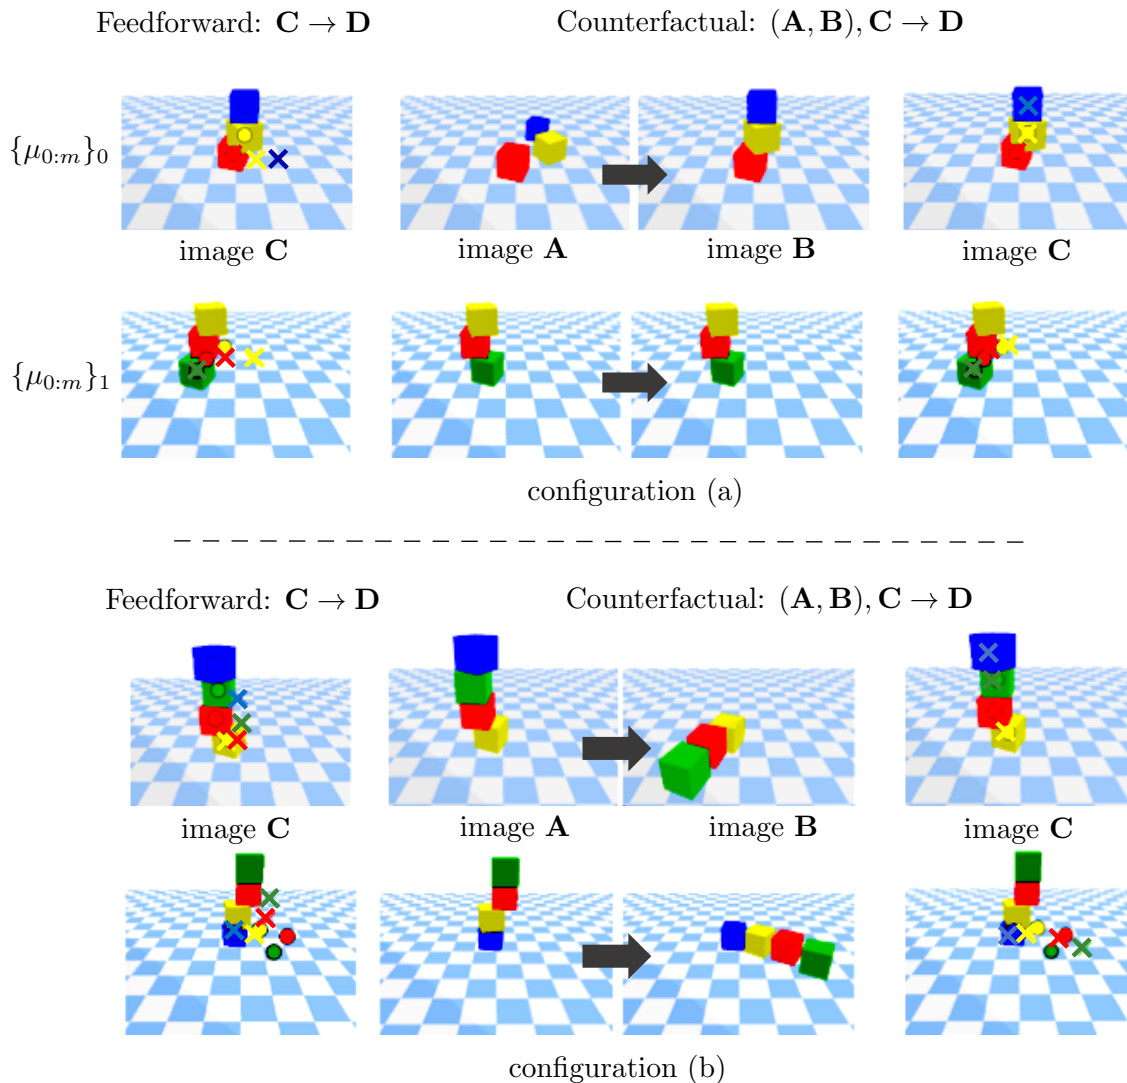 Feedforward: C → D
Counterfactual: (A, B), C → D
{μ₀:ₘ}₀
image C
image A
image B
image C
{μ₀:ₘ}₁
configuration (a)
Feedforward: C → D
Counterfactual: (A, B), C → D
image C
image A
image B
image C
configuration (b)